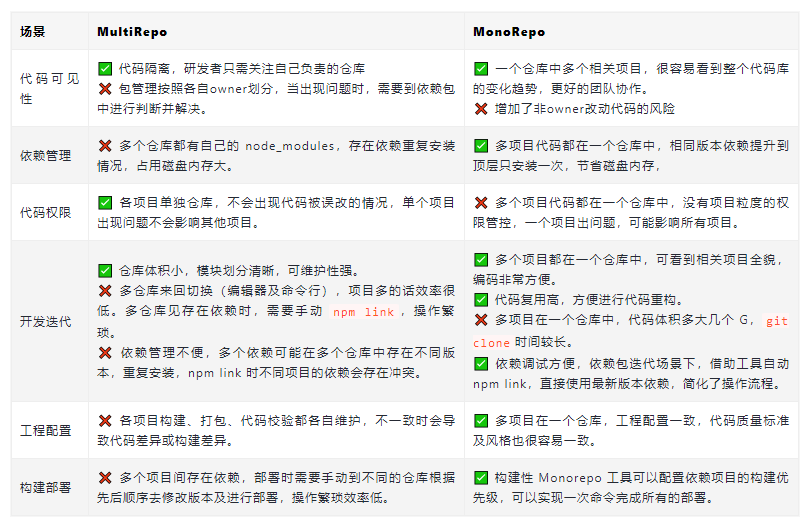 场景
MultiRepo
MonoRepo
代码可见
性
✅ 代码隔离，研发者只需关注自己负责的仓库
❌ 包管理按照各自owner划分，当出现问题时，需要到依赖包
中进行判断并解决。
✅ 一个仓库中多个相关项目，很容易看到整个代码库
的变化趋势，更好的团队协作。
❌ 增加了非owner改动代码的风险
依赖管理
❌ 多个仓库都有自己的 node_modules，存在依赖重复安装
情况，占用磁盘内存大。
✅ 多项目代码都在一个仓库中，相同版本依赖提升到
顶层只安装一次，节省磁盘内存，
代码权限
✅ 各项目单独仓库，不会出现代码被误改的情况，单个项目
出现问题不会影响其他项目。
❌ 多个项目代码都在一个仓库中，没有项目粒度的权
限管控，一个项目出问题，可能影响所有项目。
开发迭代
✅ 仓库体积小，模块划分清晰，可维护性强。
❌ 多仓库来回切换（编辑器及命令行），项目多的话效率很
低。多仓库见存在依赖时，需要手动 npm link，操作繁
琐。
❌ 依赖管理不便，多个依赖可能在多个仓库中存在不同版
本，重复安装，npm link 时不同项目的依赖会存在冲突。
✅ 多个项目都在一个仓库中，可看到相关项目全貌，
编码非常方便。
✅ 代码复用高，方便进行代码重构。
❌ 多项目在一个仓库中，代码体积多大几个 G，git
clone 时间较长。
✅ 依赖调试方便，依赖包迭代场景下，借助工具自动
npm link，直接使用最新版本依赖，简化了操作流程。
工程配置
❌ 各项目构建、打包、代码校验都各自维护，不一致时会导
致代码差异或构建差异。
✅ 多项目在一个仓库，工程配置一致，代码质量标准
及风格也很容易一致。
构建部署
❌ 多个项目间存在依赖，部署时需要手动到不同的仓库根据
先后顺序去修改版本及进行部署，操作繁琐效率低。
✅ 构建性 Monorepo 工具可以配置依赖项目的构建优
先级，可以实现一次命令完成所有的部署。